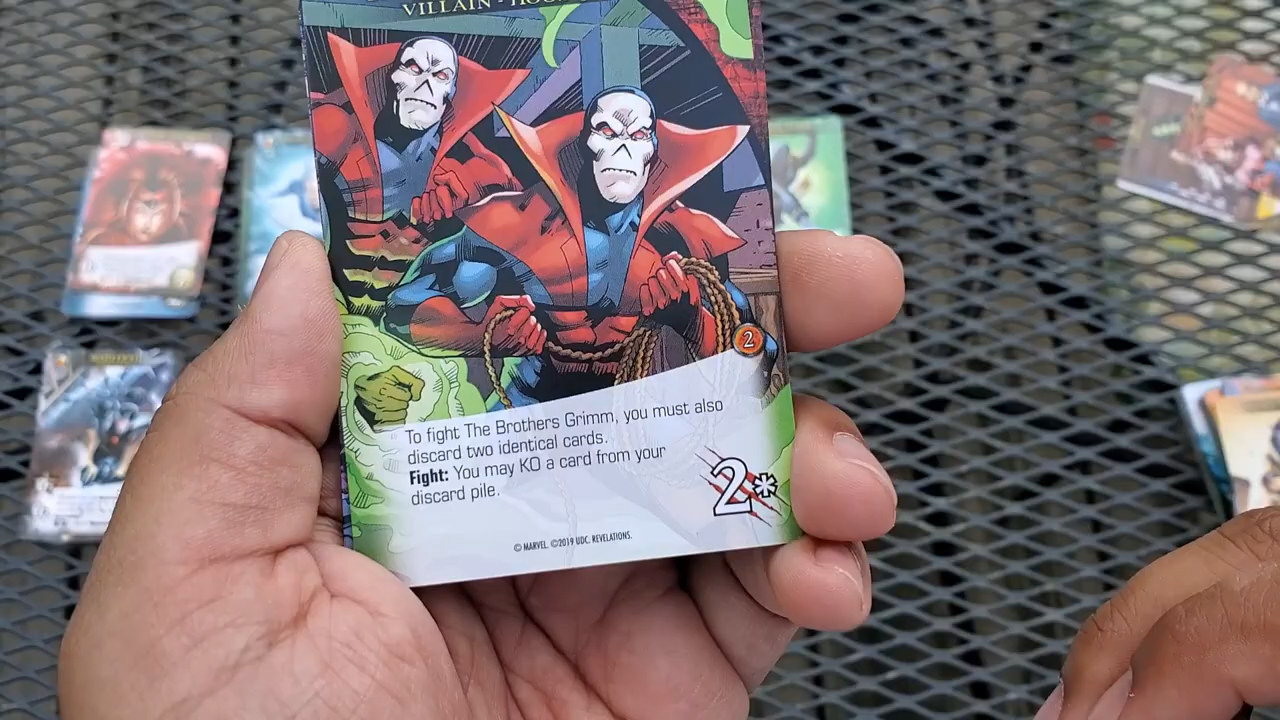 VILLAIN - HOO
2
To fight The Brothers Grimm, you must also
discard two identical cards.
Fight: You may KO a card from your
discard pile.
2*
© MARVEL. ©2019 UDC. REVELATIONS.